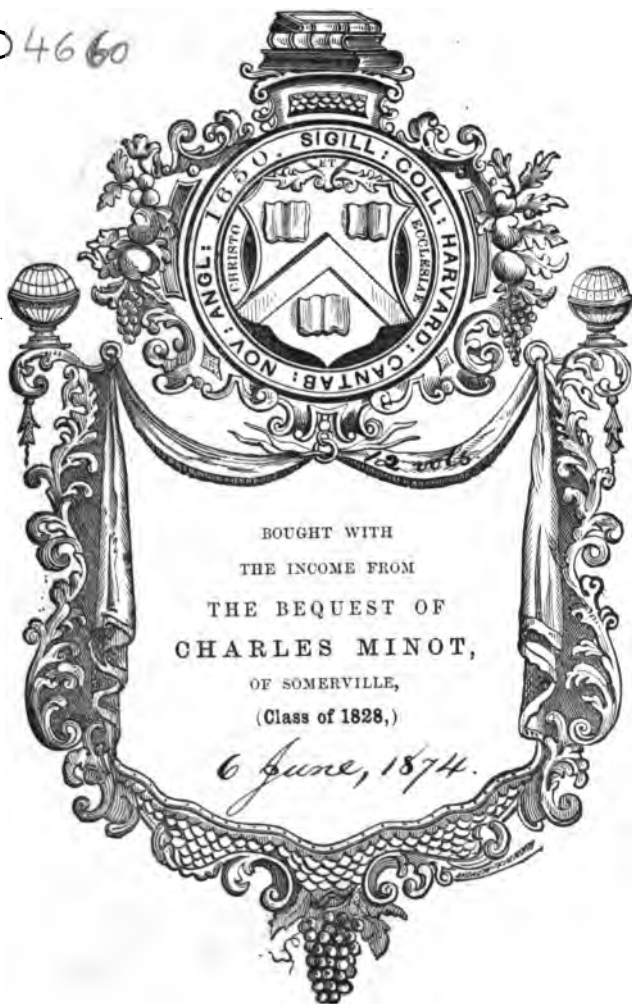 4660
SIGILL: COLL: HARVARD: CANTAB: NOV: ANGL: 1650.
CHRISTO ET ECCLESIAE
12 vols
BOUGHT WITH
THE INCOME FROM
THE BEQUEST OF
CHARLES MINOT,
OF SOMERVILLE,
(Class of 1828,)
6 June, 1874.